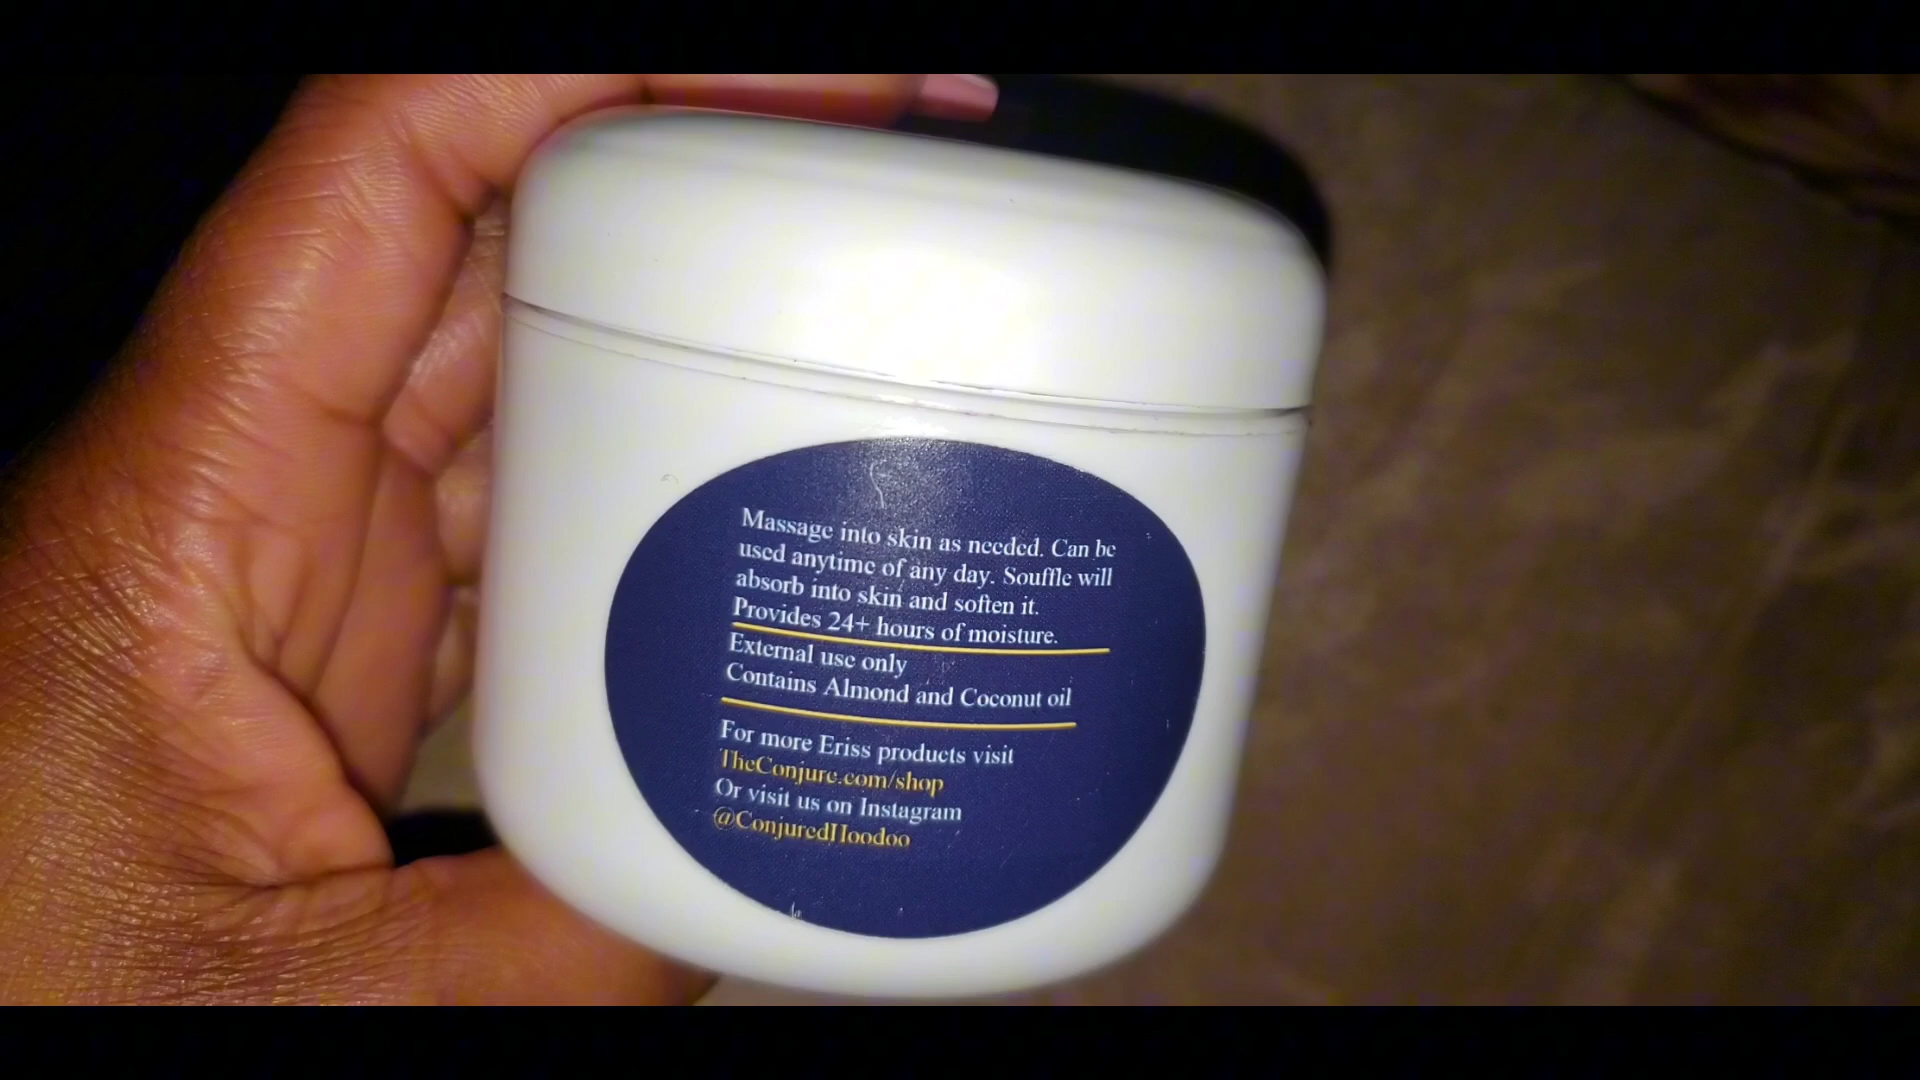 Massage into skin as needed. Can be
used anytime of any day. Souffle will
absorb into skin and soften it.
Provides 24+ hours of moisture.
External use only
Contains Almond and Coconut oil
For more Eriss products visit
TheConjure.com/shop
Or visit us on Instagram
@ConjuredHoodoo